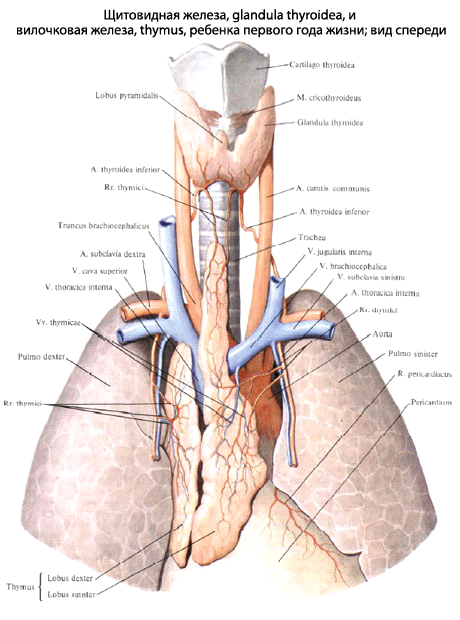 Щитовидная железа, glandula thyroidea, и
вилочковая железа, thymus, ребенка первого года жизни; вид спереди
Cartilago thyroidea
Lobus pyramidalis
M. cricothyroideus
Glandula thyroidea
A. thyroidea inferior
Rr. thymici
A. carotis communis
A. thyroidea inferior
Truncus brachiocephalicus
Trachea
A. subclavia dextra
V. jugularis interna
V. cava superior
V. brachiocephalica
V. thoracica interna
V. subclavia sinistra
A. thoracica interna
Vv. thymicae
Rr. thymici
Aorta
Pulmo dexter
Pulmo sinister
R. pericardiacus
Rr. thymici
Pericardium
Thymus
Lobus dexter
Lobus sinister